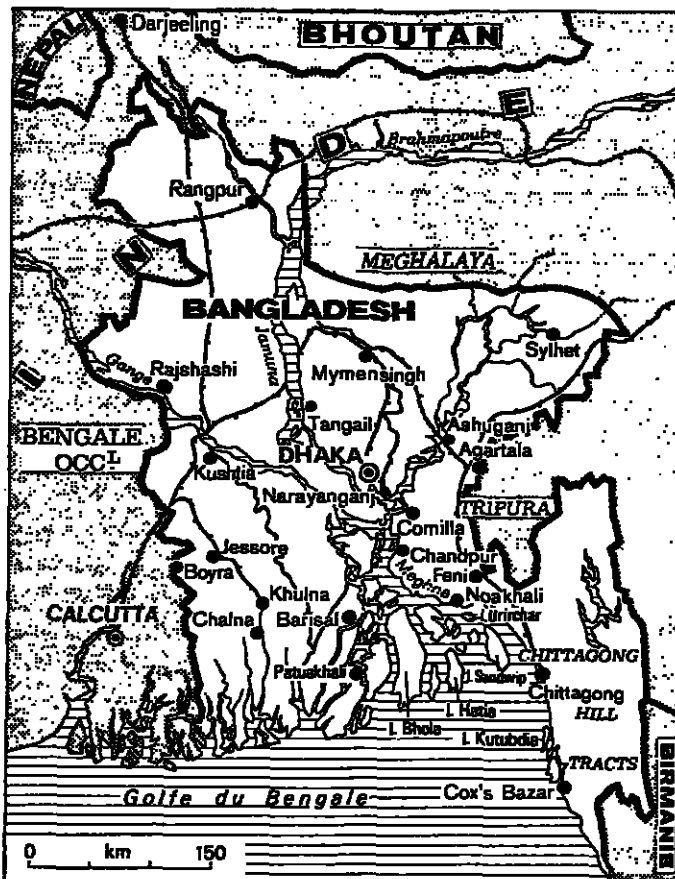 NEPAL
Darjeeling
BHOUTAN
I N D E
Brahmapoutre
Rangpur
MEGHALAYA
BANGLADESH
Jamuna
Sylhet
Gange
Rajshashi
Mymensingh
Tangail
Ashuganj
BENGALE
OCCL
DHAKA
Agartala
Kushtia
Narayanganj
TRIPURA
Comilla
Jessore
Chandpur
Boyra
Meghna
Feni
Khulna
Noakhali
CALCUTTA
Chalna
Barisal
I.Urirchar
CHITTAGONG
Patuakhali
I. Sandwip
Chittagong
I. Hatia
HILL
I. Bhola
I. Kutubdia
TRACTS
Golfe du Bengale
Cox's Bazar
BIRMANIE
0 km 150